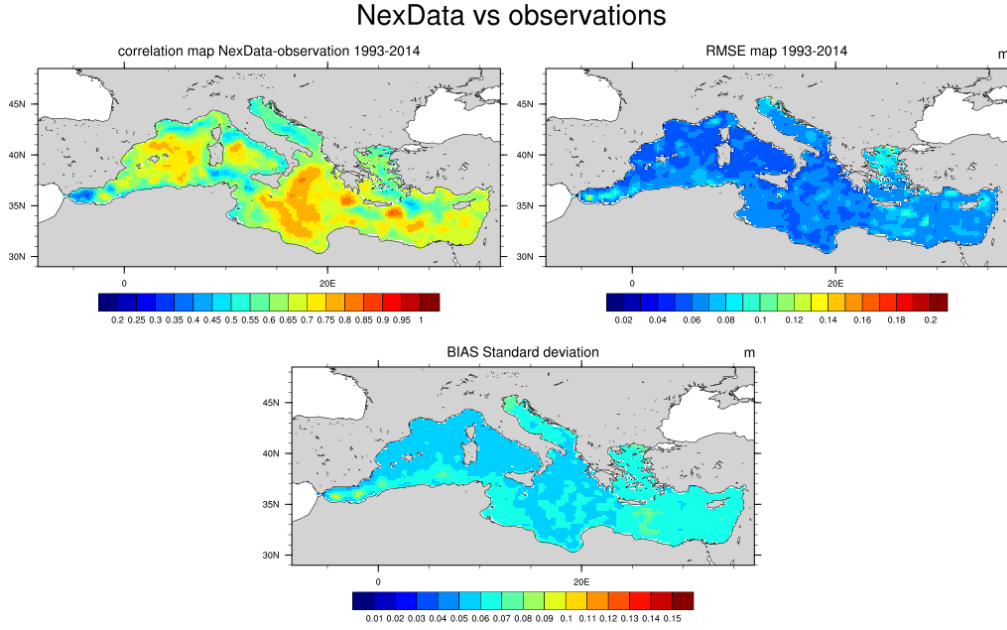 NexData vs observations
correlation map NexData-observation 1993-2014
RMSE map 1993-2014
m
45N
40N
35N
30N
0
20E
45N
40N
35N
30N
0
20E
0.2 0.25 0.3 0.35 0.4 0.45 0.5 0.55 0.6 0.65 0.7 0.75 0.8 0.85 0.9 0.95 1
0.02 0.04 0.06 0.08 0.1 0.12 0.14 0.16 0.18 0.2
BIAS Standard deviation
m
45N
40N
35N
30N
0
20E
0.01 0.02 0.03 0.04 0.05 0.06 0.07 0.08 0.09 0.1 0.11 0.12 0.13 0.14 0.15